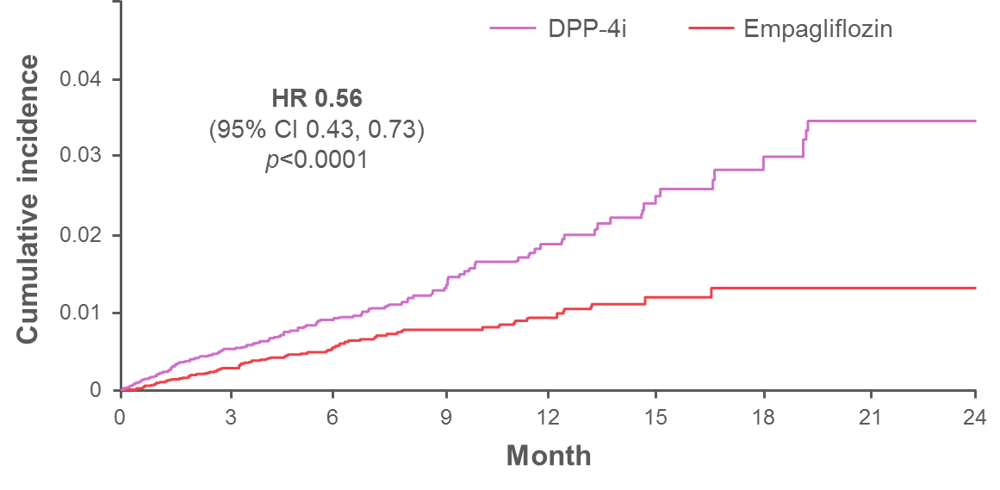 DPP-4i
Empagliflozin
HR 0.56
(95% CI 0.43, 0.73)
p<0.0001
Cumulative incidence
0.04
0.03
0.02
0.01
0
0 3 6 9 12 15 18 21 24
Month